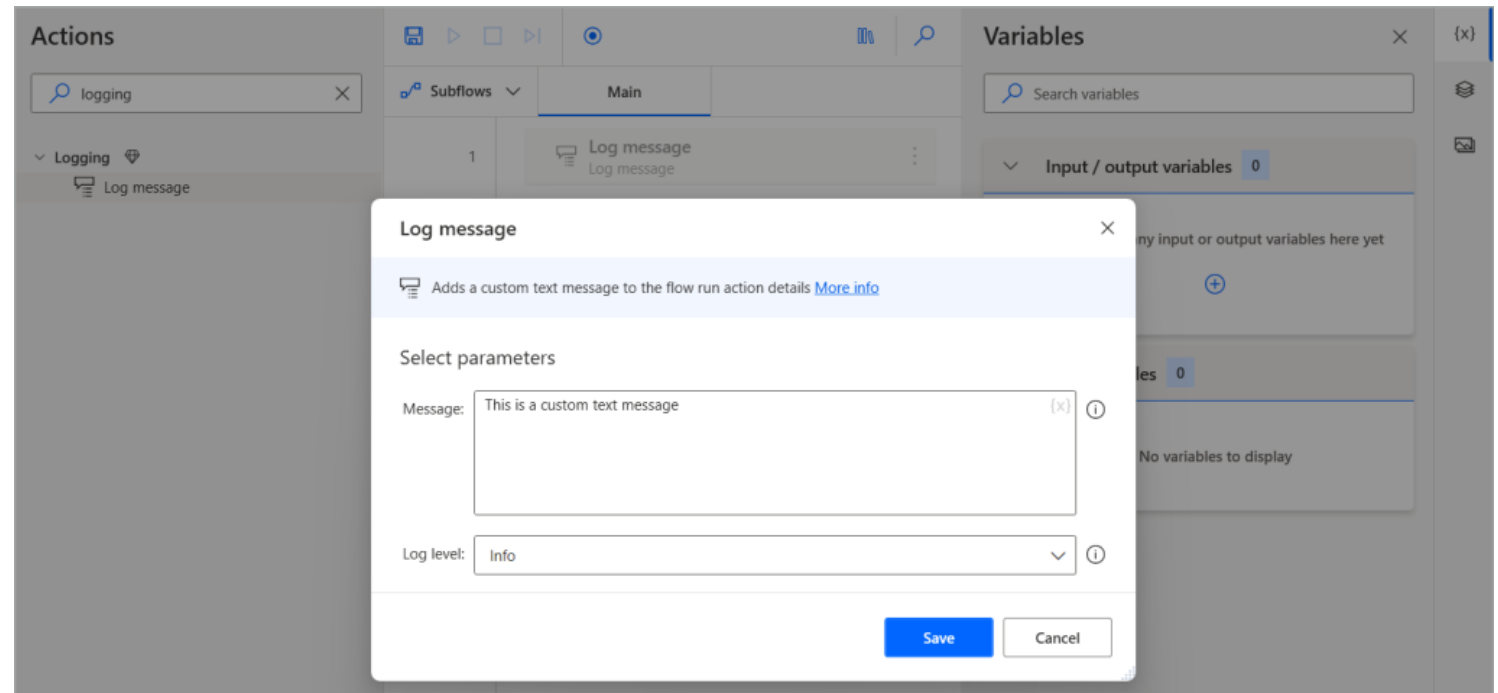 Actions
logging
Logging
Log message
Subflows
Main
1
Log message
Log message
Variables
{x}
Search variables
Input / output variables 0
any input or output variables here yet
les 0
No variables to display
Log message
Adds a custom text message to the flow run action details More info
Select parameters
Message: This is a custom text message {x}
Log level: Info
Save Cancel